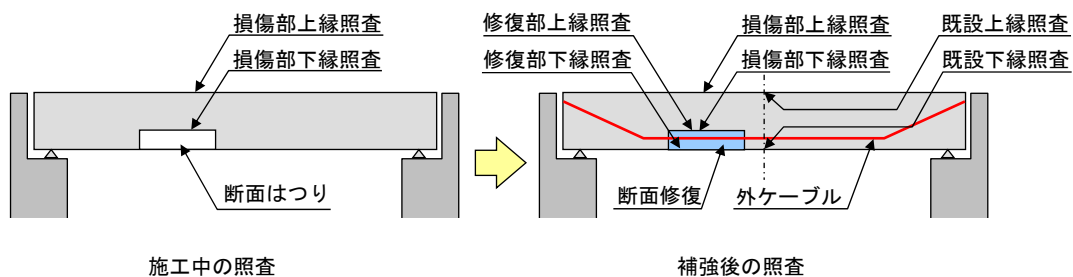 損傷部上縁照査
損傷部下縁照査
断面はつり
施工中の照査
修復部上縁照査
修復部下縁照査
損傷部上縁照査
損傷部下縁照査
既設上縁照査
既設下縁照査
断面修復
外ケーブル
補強後の照査